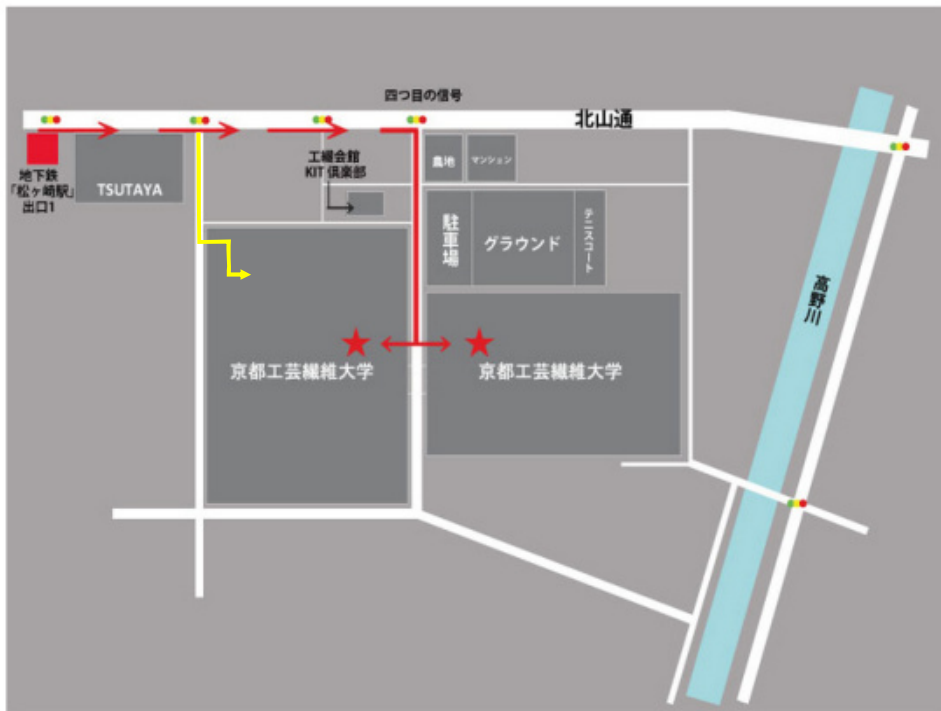 四つ目の信号
北山通
地下鉄
「松ヶ崎駅」
出口1
TSUTAYA
工繊会館
KIT 倶楽部
農地
マンション
駐車場
グラウンド
テニスコート
高野川
京都工芸繊維大学
京都工芸繊維大学